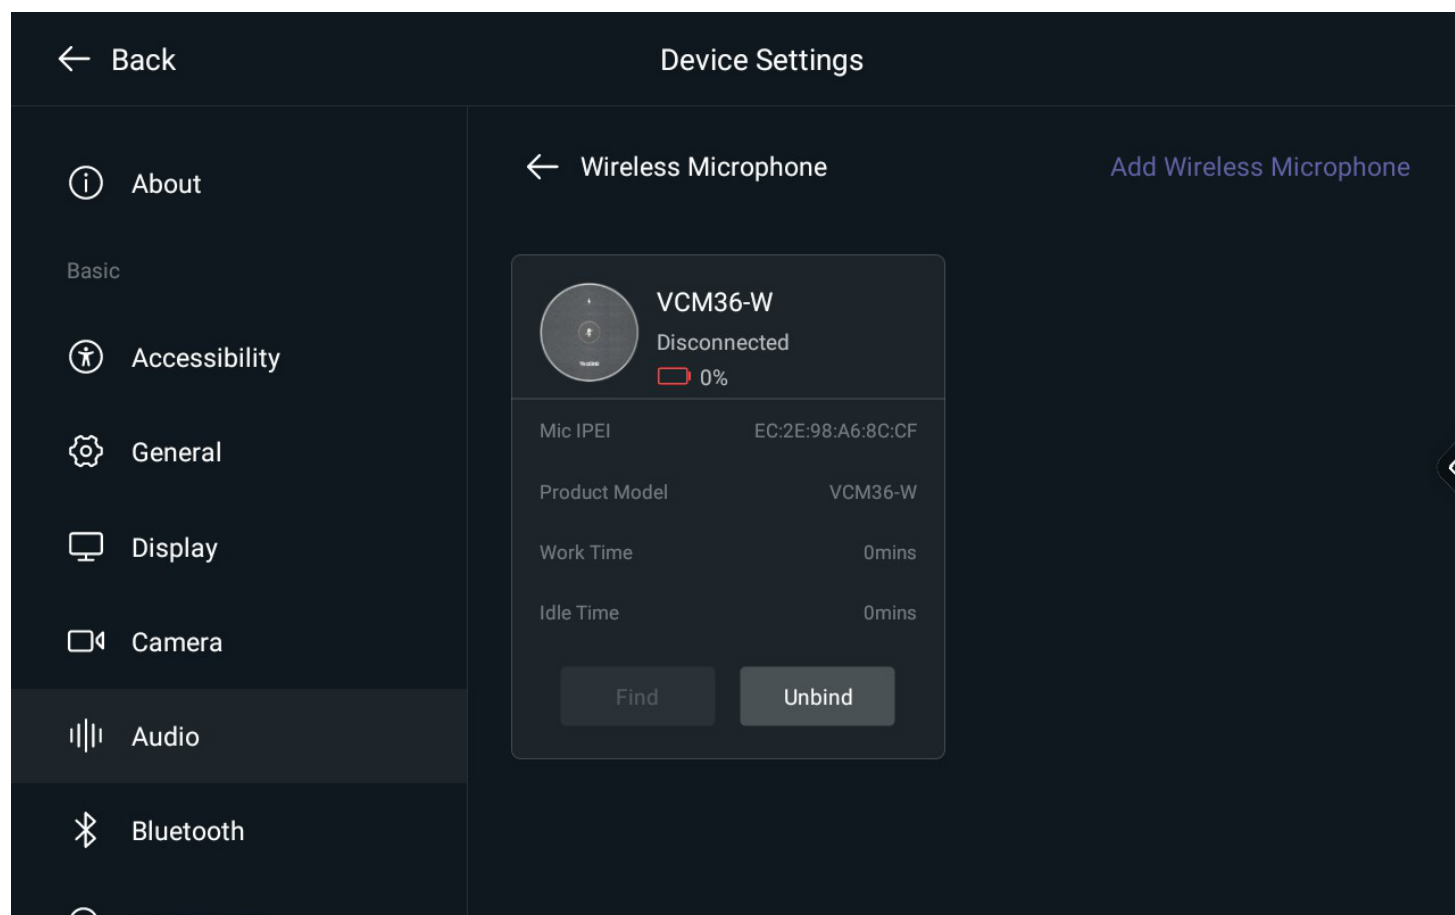 Back
Device Settings
About
Basic
Accessibility
General
Display
Camera
Audio
Bluetooth
Wireless Microphone
Add Wireless Microphone
VCM36-W
Disconnected
0%
Mic IPEI EC:2E:98:A6:8C:CF
Product Model VCM36-W
Work Time 0mins
Idle Time 0mins
Find
Unbind